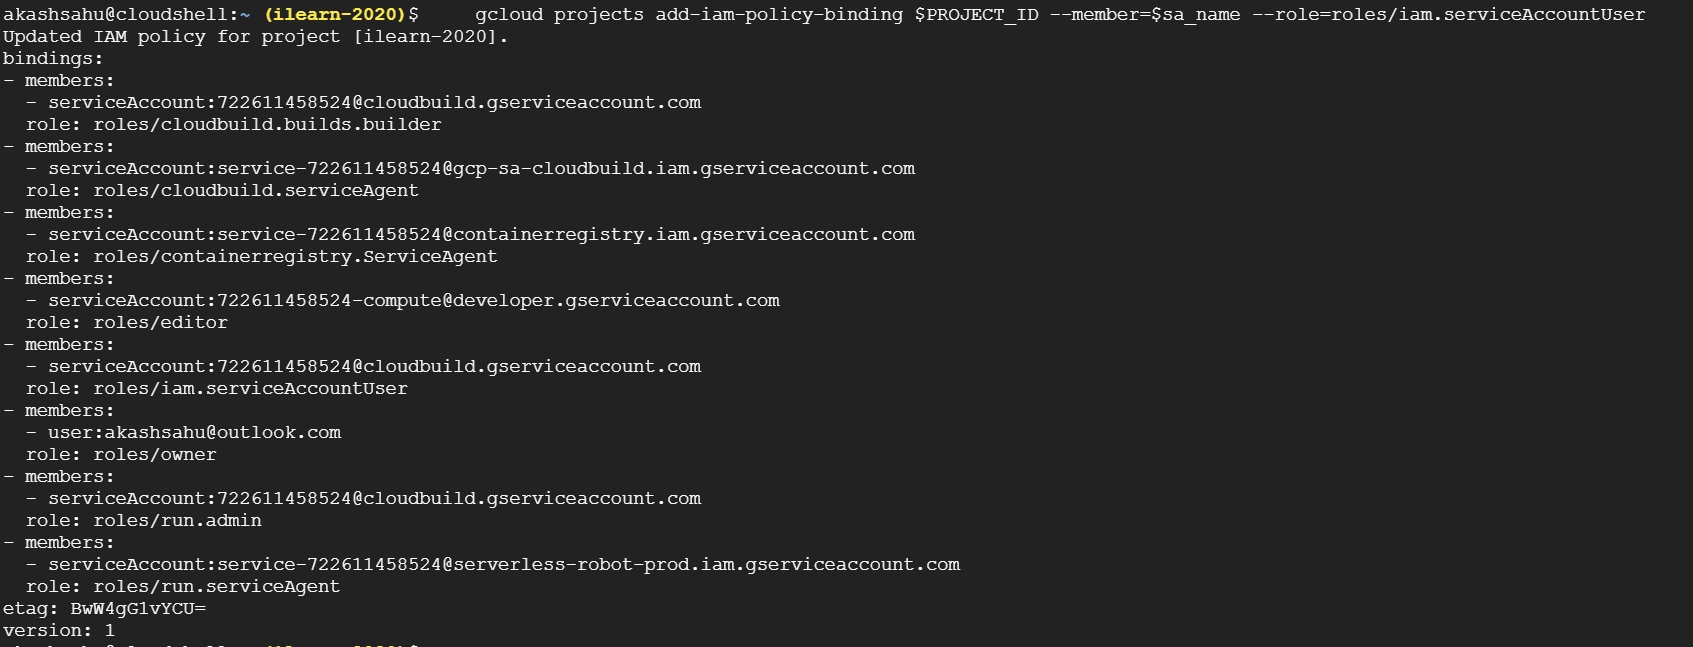 akashsahu@cloudshell:~ (ilearn-2020)$     gcloud projects add-iam-policy-binding $PROJECT_ID --member=$sa_name --role=roles/iam.serviceAccountUser
Updated IAM policy for project [ilearn-2020].
bindings:
- members:
  - serviceAccount:722611458524@cloudbuild.gserviceaccount.com
  role: roles/cloudbuild.builds.builder
- members:
  - serviceAccount:service-722611458524@gcp-sa-cloudbuild.iam.gserviceaccount.com
  role: roles/cloudbuild.serviceAgent
- members:
  - serviceAccount:service-722611458524@containerregistry.iam.gserviceaccount.com
  role: roles/containerregistry.ServiceAgent
- members:
  - serviceAccount:722611458524-compute@developer.gserviceaccount.com
  role: roles/editor
- members:
  - serviceAccount:722611458524@cloudbuild.gserviceaccount.com
  role: roles/iam.serviceAccountUser
- members:
  - user:akashsahu@outlook.com
  role: roles/owner
- members:
  - serviceAccount:722611458524@cloudbuild.gserviceaccount.com
  role: roles/run.admin
- members:
  - serviceAccount:service-722611458524@serverless-robot-prod.iam.gserviceaccount.com
  role: roles/run.serviceAgent
etag: BwW4gG1vYCU=
version: 1